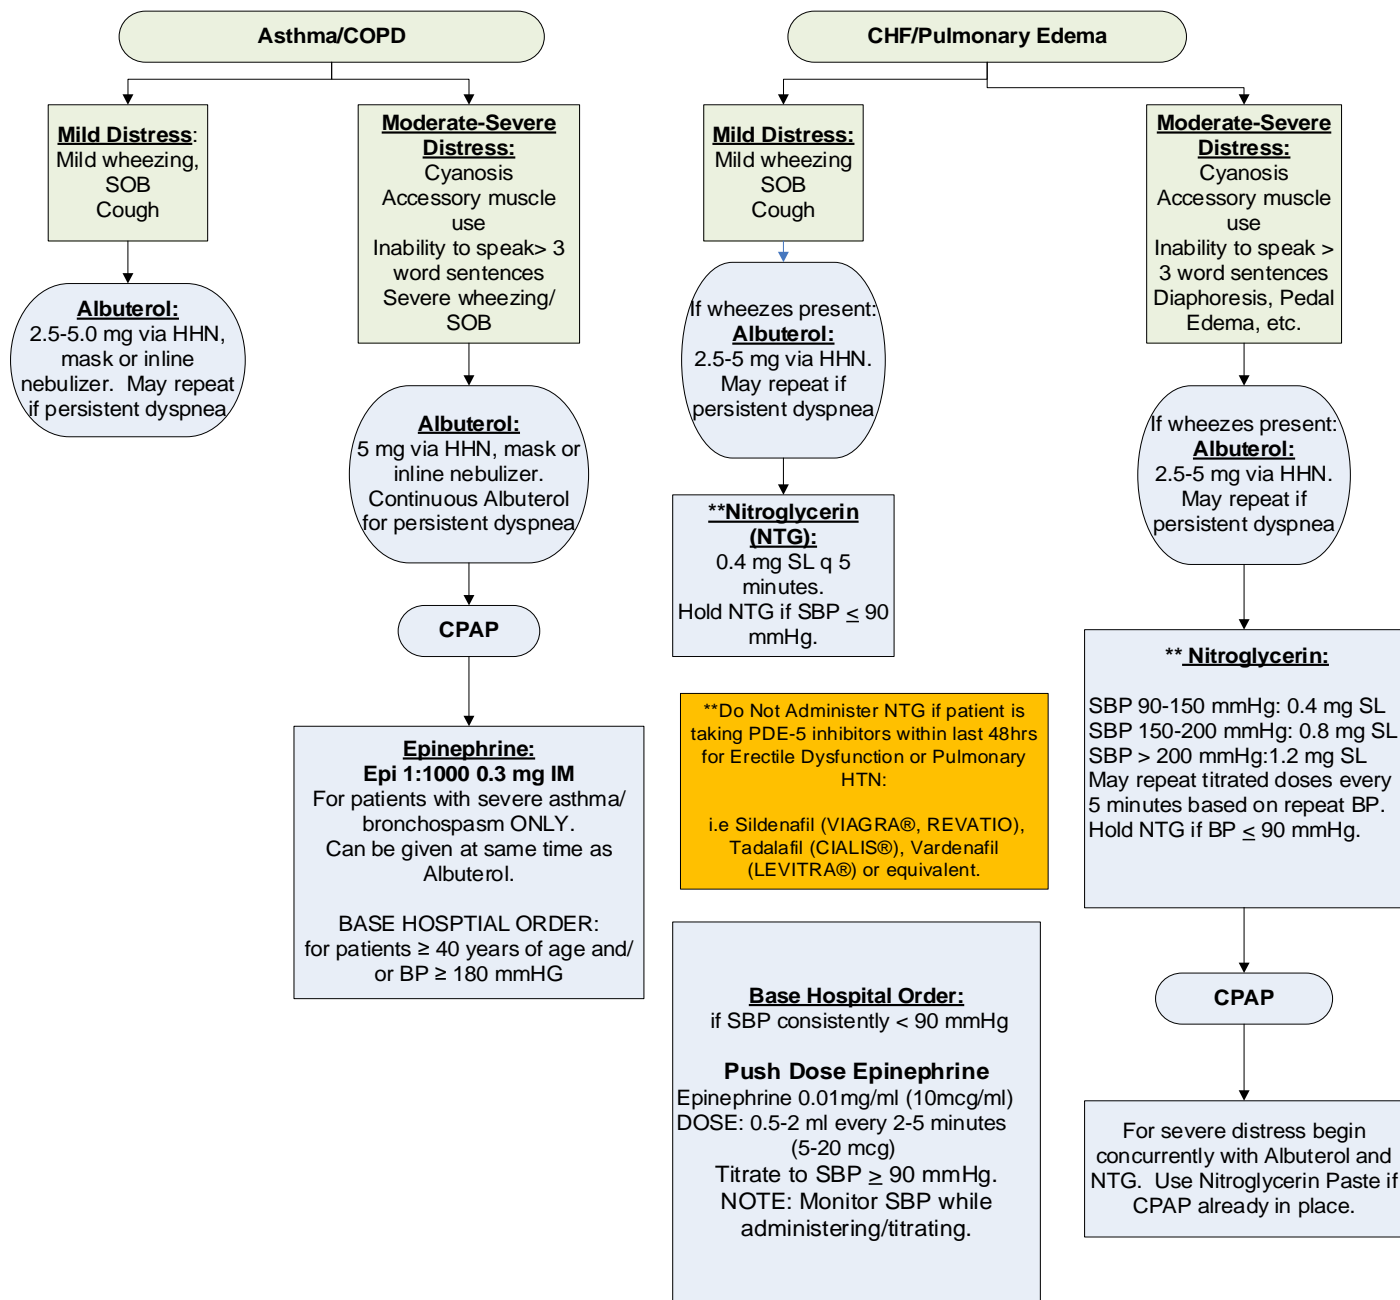 Asthma/COPD
Mild Distress:
Mild wheezing,
SOB
Cough
Albuterol:
2.5-5.0 mg via HHN,
mask or inline
nebulizer.  May repeat
if persistent dyspnea
Moderate-Severe
Distress:
Cyanosis
Accessory muscle
use
Inability to speak> 3
word sentences
Severe wheezing/
SOB
Albuterol:
5 mg via HHN, mask or
inline nebulizer.
Continuous Albuterol
for persistent dyspnea
CPAP
Epinephrine:
Epi 1:1000 0.3 mg IM
For patients with severe asthma/
bronchospasm ONLY.
Can be given at same time as
Albuterol.
BASE HOSPTIAL ORDER:
for patients ≥ 40 years of age and/
or BP ≥ 180 mmHG
CHF/Pulmonary Edema
Mild Distress:
Mild wheezing
SOB
Cough
If wheezes present:
Albuterol:
2.5-5 mg via HHN.
May repeat if
persistent dyspnea
**Nitroglycerin
(NTG):
0.4 mg SL q 5
minutes.
Hold NTG if SBP ≤ 90
mmHg.
**Do Not Administer NTG if patient is
taking PDE-5 inhibitors within last 48hrs
for Erectile Dysfunction or Pulmonary
HTN:
i.e Sildenafil (VIAGRA®, REVATIO),
Tadalafil (CIALIS®), Vardenafil
(LEVITRA®) or equivalent.
Base Hospital Order:
if SBP consistently < 90 mmHg
Push Dose Epinephrine
Epinephrine 0.01mg/ml (10mcg/ml)
DOSE: 0.5-2 ml every 2-5 minutes
(5-20 mcg)
Titrate to SBP ≥ 90 mmHg.
NOTE: Monitor SBP while
administering/titrating.
Moderate-Severe
Distress:
Cyanosis
Accessory muscle
use
Inability to speak >
3 word sentences
Diaphoresis, Pedal
Edema, etc.
If wheezes present:
Albuterol:
2.5-5 mg via HHN.
May repeat if
persistent dyspnea
** Nitroglycerin:
SBP 90-150 mmHg: 0.4 mg SL
SBP 150-200 mmHg: 0.8 mg SL
SBP > 200 mmHg:1.2 mg SL
May repeat titrated doses every
5 minutes based on repeat BP.
Hold NTG if BP ≤ 90 mmHg.
CPAP
For severe distress begin
concurrently with Albuterol and
NTG.  Use Nitroglycerin Paste if
CPAP already in place.